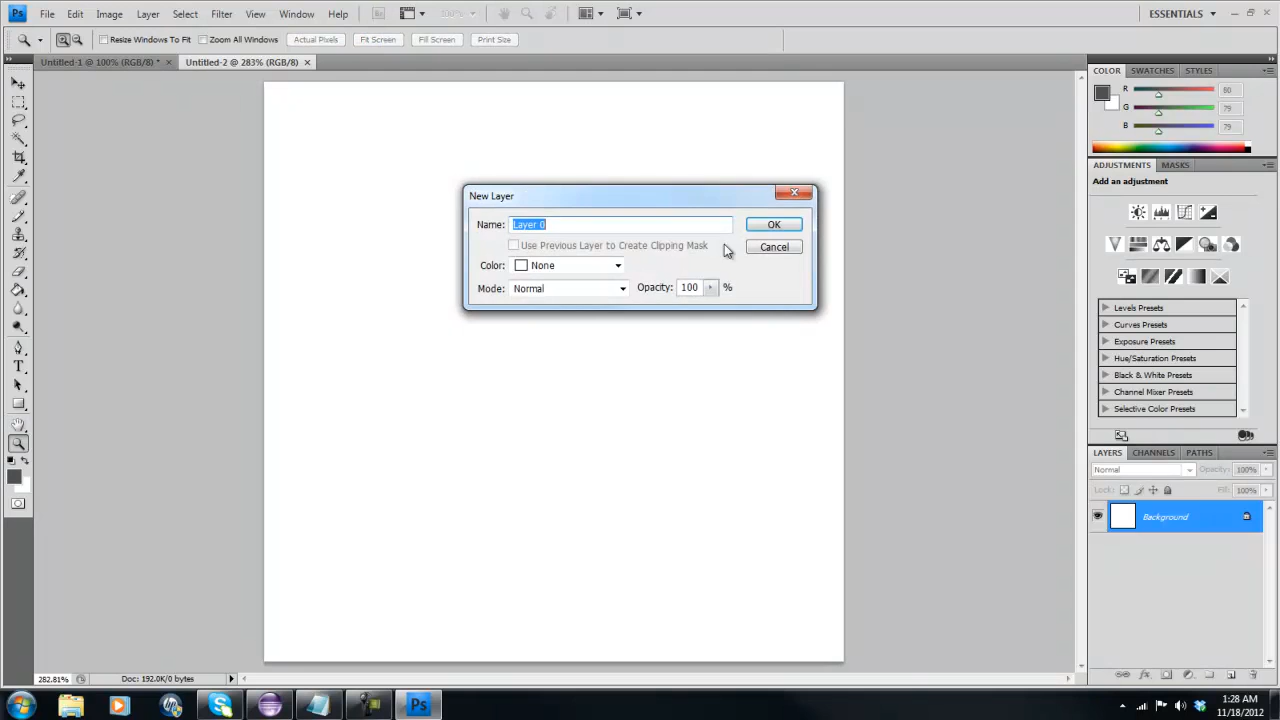 Ps File Edit Image Layer Select Filter View Window Help 100% ESSENTIALS
Resize Windows To Fit Zoom All Windows Actual Pixels Fit Screen Fill Screen Print Size
Untitled-1 @ 100% (RGB/8) * × Untitled-2 @ 283% (RGB/8) ×
COLOR SWATCHES STYLES
R 80
G 79
B 79
ADJUSTMENTS MASKS
Add an adjustment
New Layer
Name: Layer 0 OK
Use Previous Layer to Create Clipping Mask Cancel
Color: None
Mode: Normal Opacity: 100 %
Levels Presets
Curves Presets
Exposure Presets
Hue/Saturation Presets
Black & White Presets
Channel Mixer Presets
Selective Color Presets
LAYERS CHANNELS PATHS
Normal Opacity: 100%
Lock: Fill: 100%
Background
282.81% Doc: 192.0K/0 bytes
Ps
1:28 AM
11/18/2012